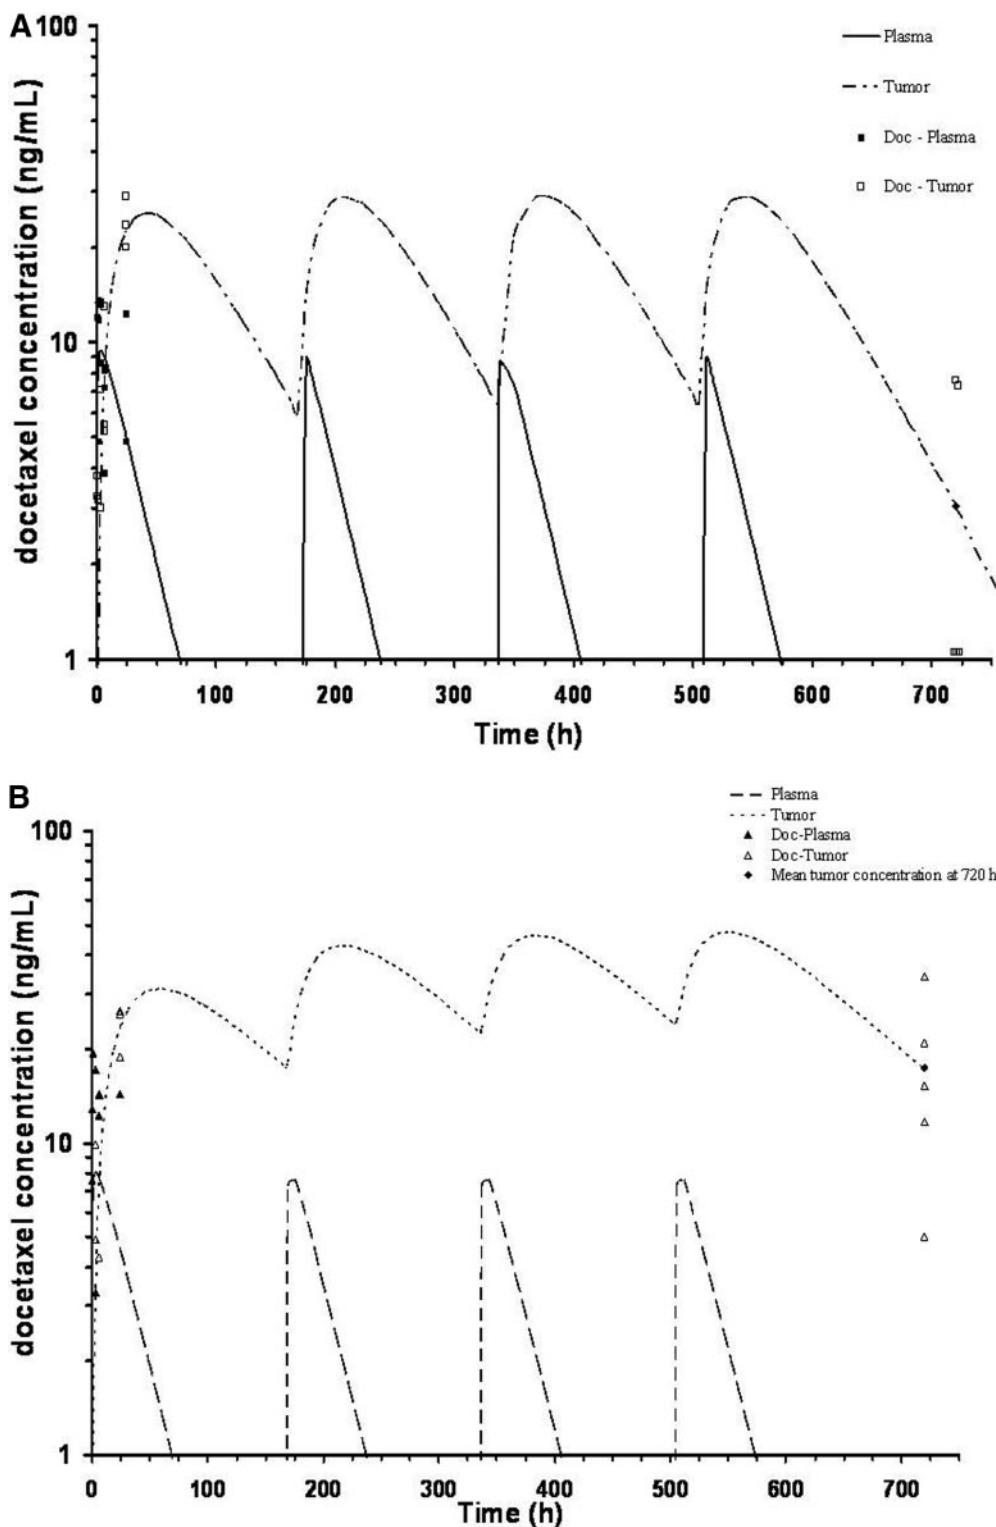 A
100
Plasma
Tumor
Doc - Plasma
Doc - Tumor
docetaxel concentration (ng/mL)
10
1
0 100 200 300 400 500 600 700
Time (h)
B
Plasma
Tumor
Doc-Plasma
Doc-Tumor
Mean tumor concentration at 720 h
100
docetaxel concentration (ng/mL)
10
1
0 100 200 300 400 500 600 700
Time (h)